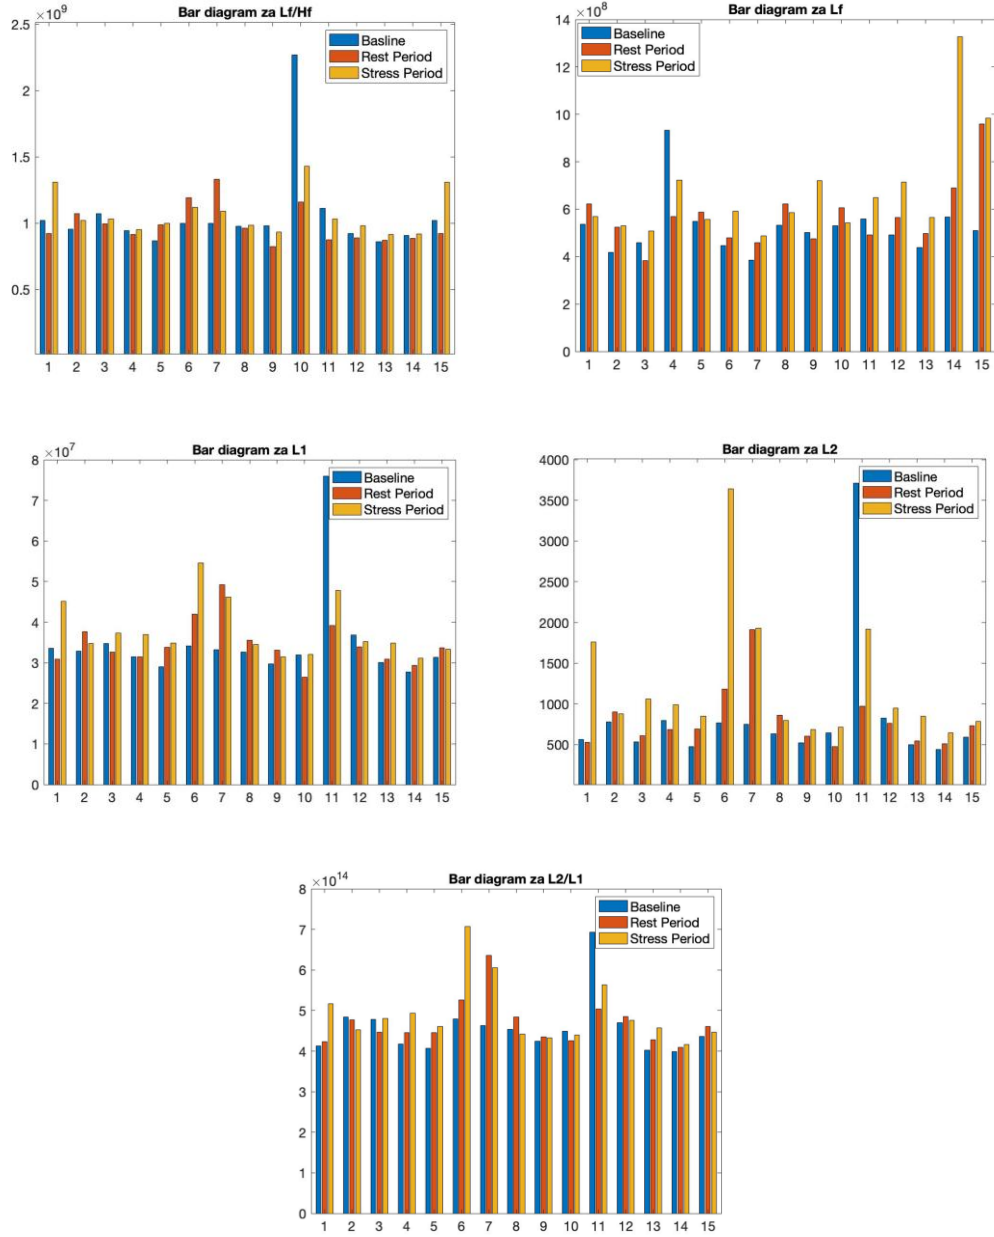 Bar diagram za Lf/Hf
×10⁹
2.5
2
1.5
1
0.5
Basline
Rest Period
Stress Period
1 2 3 4 5 6 7 8 9 10 11 12 13 14 15
Bar diagram za Lf
×10⁸
14
12
10
8
6
4
2
0
Baseline
Rest Period
Stress Period
1 2 3 4 5 6 7 8 9 10 11 12 13 14 15
Bar diagram za L1
×10⁷
8
7
6
5
4
3
2
1
0
Basline
Rest Period
Stress Period
1 2 3 4 5 6 7 8 9 10 11 12 13 14 15
Bar diagram za L2
4000
3500
3000
2500
2000
1500
1000
500
Baseline
Rest Period
Stress Period
1 2 3 4 5 6 7 8 9 10 11 12 13 14 15
Bar diagram za L2/L1
×10¹⁴
8
7
6
5
4
3
2
1
0
Baseline
Rest Period
Stress Period
1 2 3 4 5 6 7 8 9 10 11 12 13 14 15